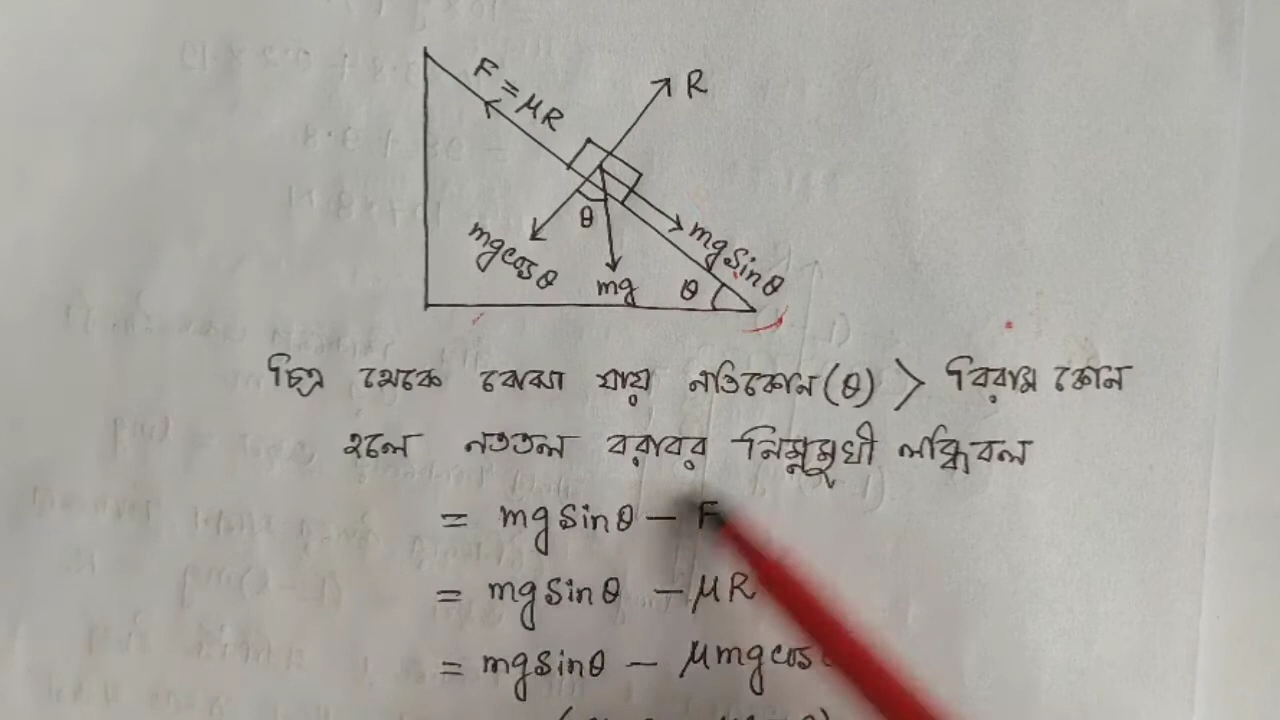 F = μR
R
θ
mgcosθ
mg
mgsinθ
θ
চিত্র থেকে বোঝা যায় নতিকোন(θ) > বিরাম কোন
হলে নততল বরাবর নিম্নমুখী লব্ধিবল
= mgsinθ – F
= mgsinθ – μR
= mgsinθ – μmgcos